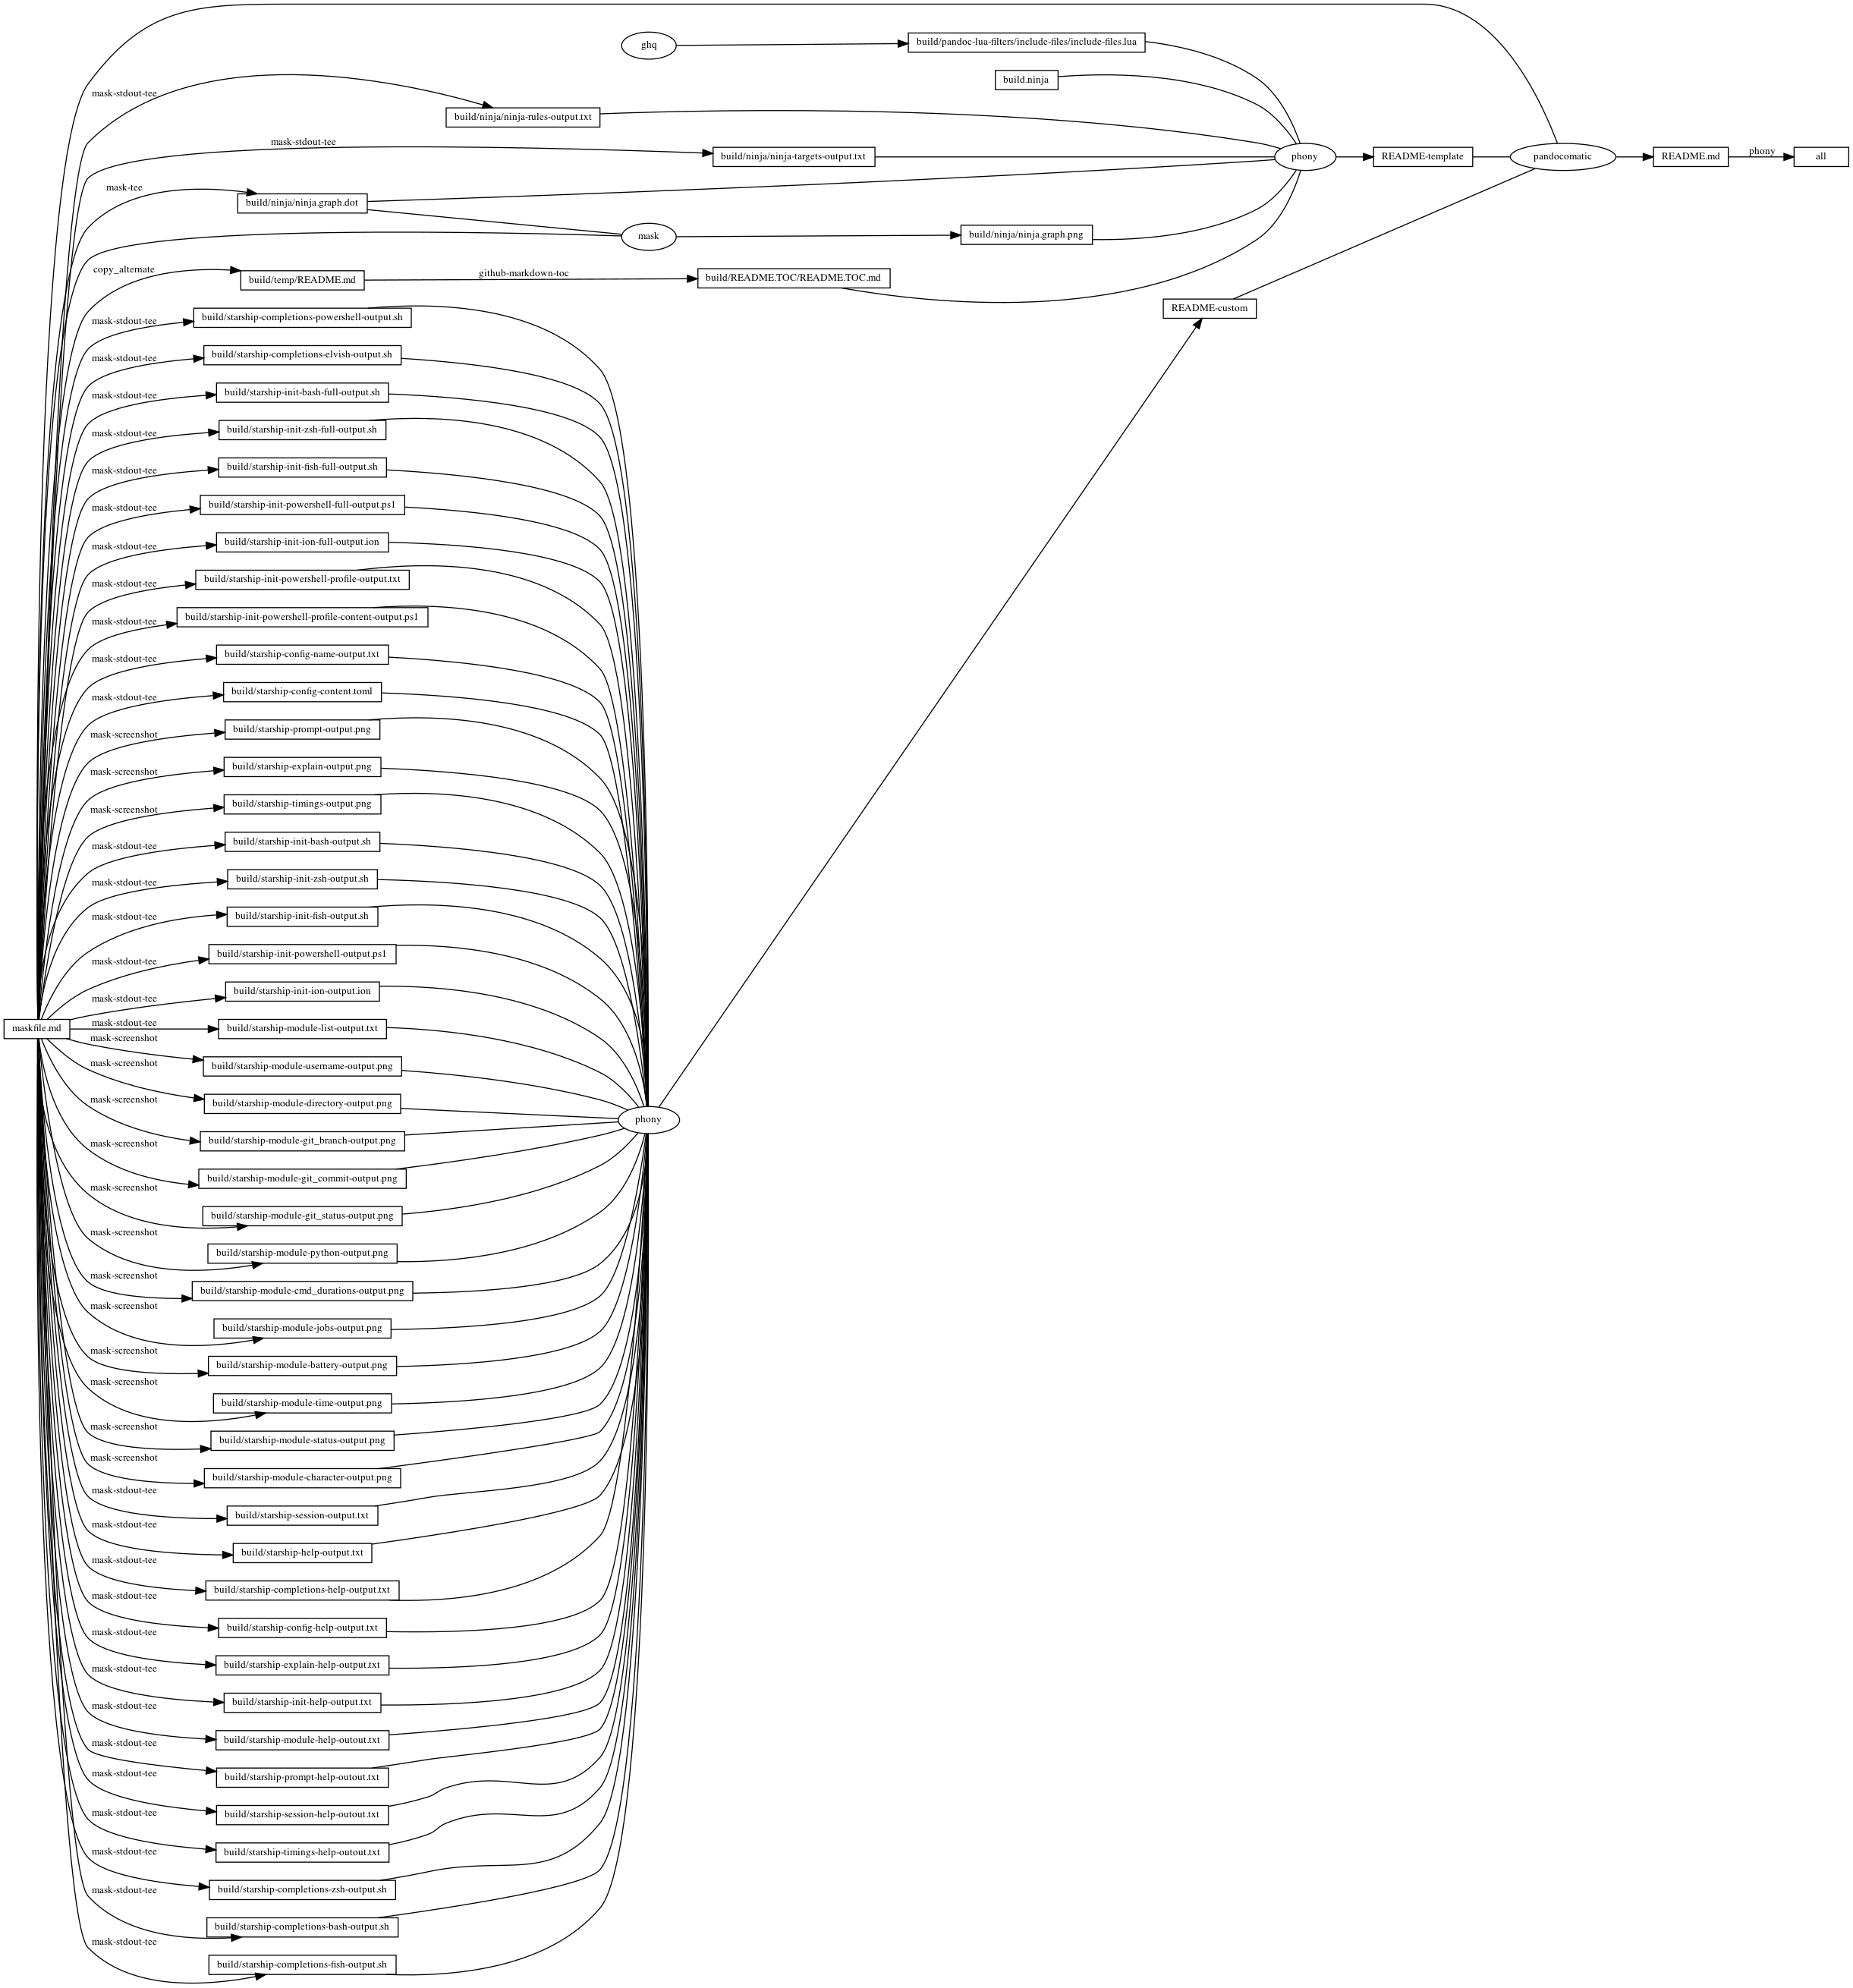 ghq
build/pandoc-lua-filters/include-files/include-files.lua
build.ninja
mask-stdout-tee
build/ninja/ninja-rules-output.txt
mask-stdout-tee
build/ninja/ninja-targets-output.txt
phony
README-template
pandocomatic
README.md
phony
all
mask-tee
build/ninja/ninja.graph.dot
mask
build/ninja/ninja.graph.png
copy_alternate
build/temp/README.md
github-markdown-toc
build/README.TOC/README.TOC.md
README-custom
mask-stdout-tee
build/starship-completions-powershell-output.sh
mask-stdout-tee
build/starship-completions-elvish-output.sh
mask-stdout-tee
build/starship-init-bash-full-output.sh
mask-stdout-tee
build/starship-init-zsh-full-output.sh
mask-stdout-tee
build/starship-init-fish-full-output.sh
mask-stdout-tee
build/starship-init-powershell-full-output.ps1
mask-stdout-tee
build/starship-init-ion-full-output.ion
mask-stdout-tee
build/starship-init-powershell-profile-output.txt
mask-stdout-tee
build/starship-init-powershell-profile-content-output.ps1
mask-stdout-tee
build/starship-config-name-output.txt
mask-stdout-tee
build/starship-config-content.toml
mask-screenshot
build/starship-prompt-output.png
mask-screenshot
build/starship-explain-output.png
mask-screenshot
build/starship-timings-output.png
mask-stdout-tee
build/starship-init-bash-output.sh
mask-stdout-tee
build/starship-init-zsh-output.sh
mask-stdout-tee
build/starship-init-fish-output.sh
mask-stdout-tee
build/starship-init-powershell-output.ps1
mask-stdout-tee
build/starship-init-ion-output.ion
maskfile.md
mask-stdout-tee
build/starship-module-list-output.txt
mask-screenshot
build/starship-module-username-output.png
mask-screenshot
build/starship-module-directory-output.png
phony
mask-screenshot
build/starship-module-git_branch-output.png
mask-screenshot
build/starship-module-git_commit-output.png
mask-screenshot
build/starship-module-git_status-output.png
mask-screenshot
build/starship-module-python-output.png
mask-screenshot
build/starship-module-cmd_durations-output.png
mask-screenshot
build/starship-module-jobs-output.png
mask-screenshot
build/starship-module-battery-output.png
mask-screenshot
build/starship-module-time-output.png
mask-screenshot
build/starship-module-status-output.png
mask-screenshot
build/starship-module-character-output.png
mask-stdout-tee
build/starship-session-output.txt
mask-stdout-tee
build/starship-help-output.txt
mask-stdout-tee
build/starship-completions-help-output.txt
mask-stdout-tee
build/starship-config-help-output.txt
mask-stdout-tee
build/starship-explain-help-output.txt
mask-stdout-tee
build/starship-init-help-output.txt
mask-stdout-tee
build/starship-module-help-outout.txt
mask-stdout-tee
build/starship-prompt-help-outout.txt
mask-stdout-tee
build/starship-session-help-outout.txt
mask-stdout-tee
build/starship-timings-help-outout.txt
mask-stdout-tee
build/starship-completions-zsh-output.sh
mask-stdout-tee
build/starship-completions-bash-output.sh
mask-stdout-tee
build/starship-completions-fish-output.sh